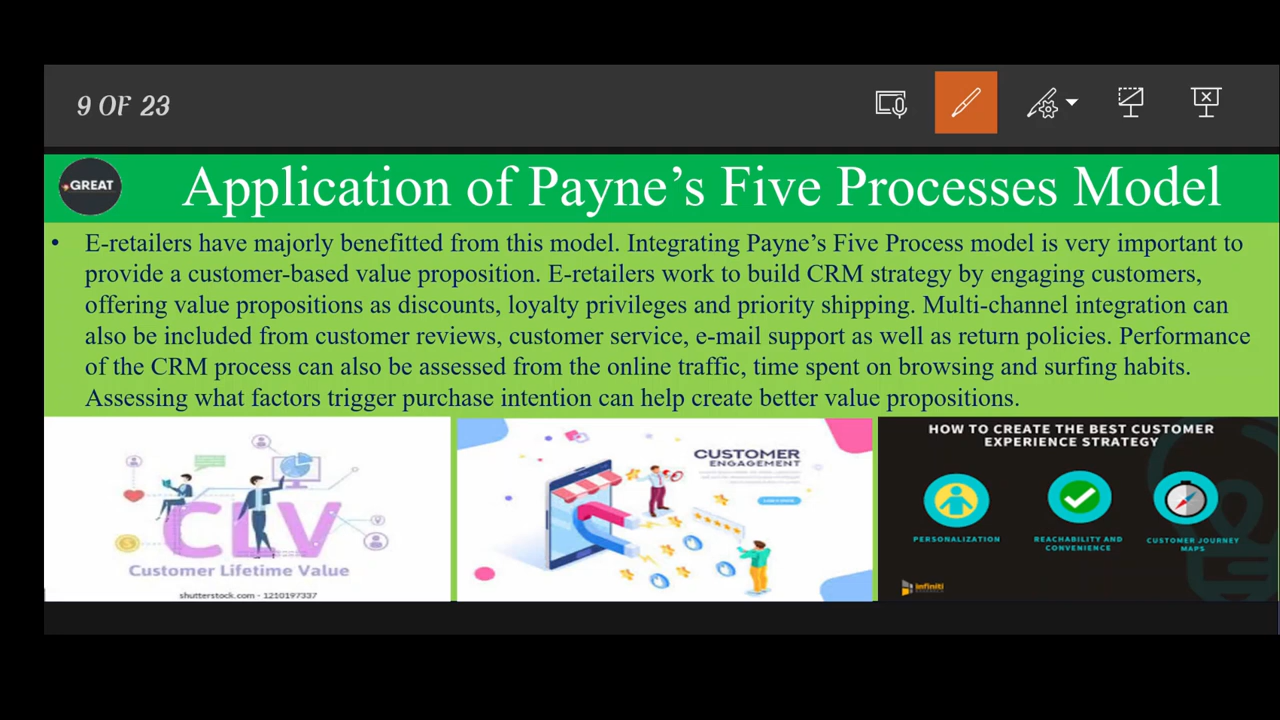 9 OF 23
GREAT
Application of Payne's Five Processes Model
• E-retailers have majorly benefitted from this model. Integrating Payne's Five Process model is very important to
provide a customer-based value proposition. E-retailers work to build CRM strategy by engaging customers,
offering value propositions as discounts, loyalty privileges and priority shipping. Multi-channel integration can
also be included from customer reviews, customer service, e-mail support as well as return policies. Performance
of the CRM process can also be assessed from the online traffic, time spent on browsing and surfing habits.
Assessing what factors trigger purchase intention can help create better value propositions.
CLV
Customer Lifetime Value
shutterstock.com · 1210197337
CUSTOMER
ENGAGEMENT
HOW TO CREATE THE BEST CUSTOMER
EXPERIENCE STRATEGY
PERSONALIZATION
REACHABILITY AND
CONVENIENCE
CUSTOMER JOURNEY
MAPS
infiniti